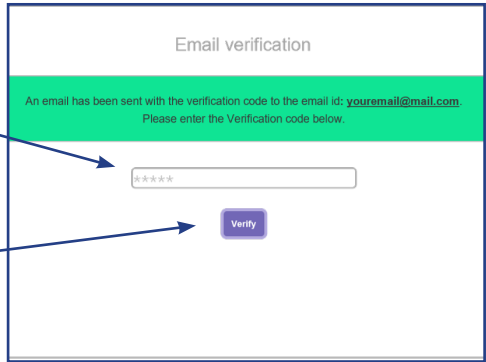 Email verification
An email has been sent with the verification code to the email id: youremail@mail.com.
Please enter the Verification code below.
*****
Verify